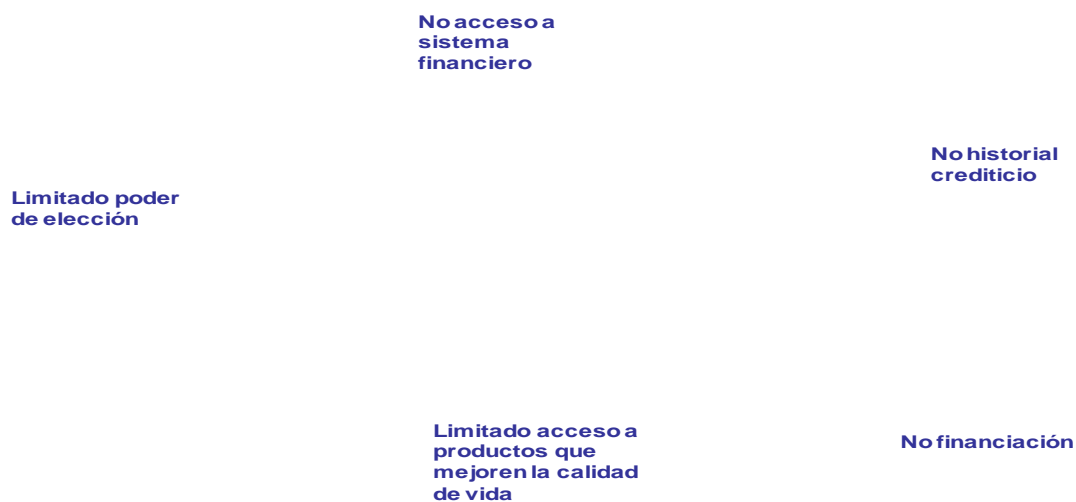 No acceso a
sistema
financiero
No historial
crediticio
Limitado poder
de elección
Limitado acceso a
productos que
mejoren la calidad
de vida
No financiación